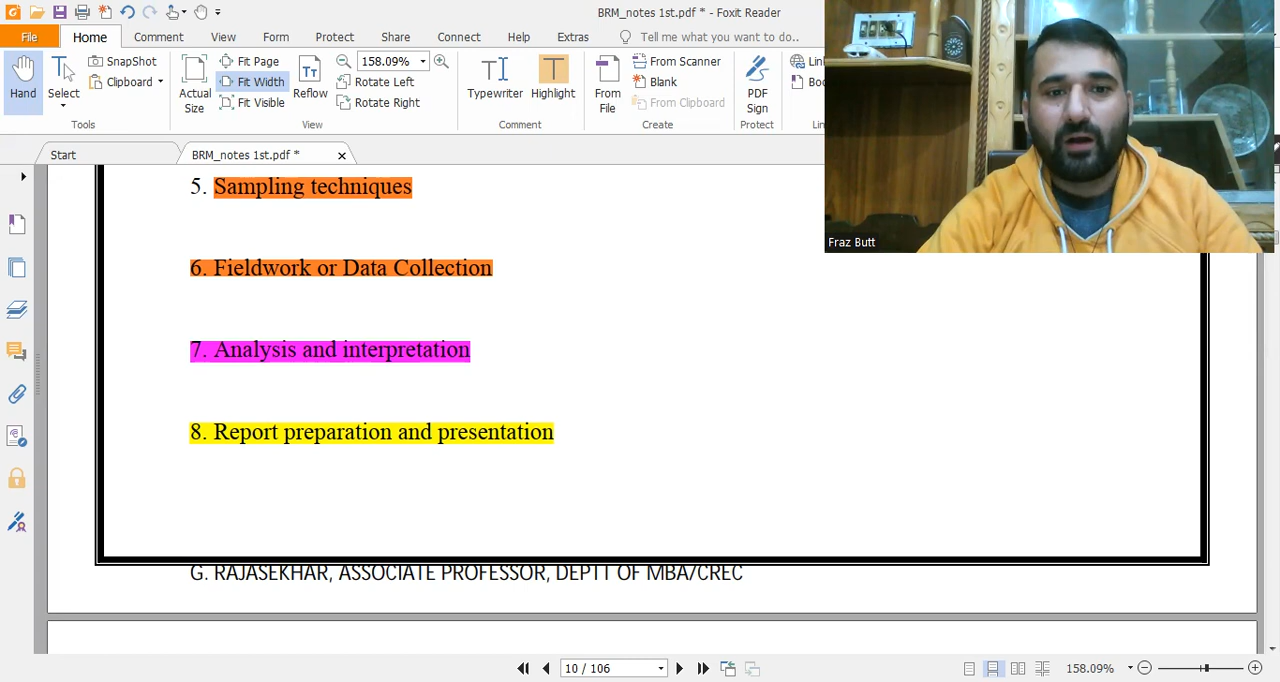 BRM_notes 1st.pdf * - Foxit Reader
File Home Comment View Form Protect Share Connect Help Extras Tell me what you want to do..
Hand
Select
SnapShot
Clipboard
Tools
Actual Size
Fit Page
Fit Width
Fit Visible
Reflow
158.09%
Rotate Left
Rotate Right
View
Typewriter
Highlight
Comment
From File
From Scanner
Blank
From Clipboard
Create
PDF Sign
Protect
Start
BRM_notes 1st.pdf *
5. Sampling techniques
6. Fieldwork or Data Collection
7. Analysis and interpretation
8. Report preparation and presentation
G. RAJASEKHAR, ASSOCIATE PROFESSOR, DEPTT OF MBA/CREC
Fraz Butt
10 / 106
158.09%